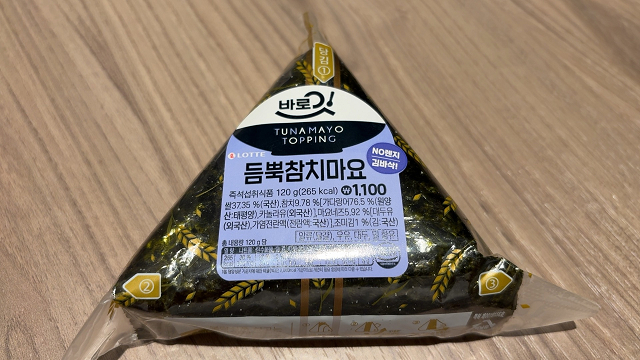 당김
①
바로잇!
TUNAMAYO
TOPPING
LOTTE
NO렌지
김바삭!
듬뿍참치마요
즉석섭취식품 120 g (265 kcal) ₩1,100
쌀37.35 %(국산),참치9.78 %[가다랑어76.5 %(원양
산:태평양),카놀라유(외국산)],마요네즈5.92 %[대두유
(외국산),가염전란액(전란액:국산)],조미김1 %(김:국산)
총 내용량 120 g 당
②
③